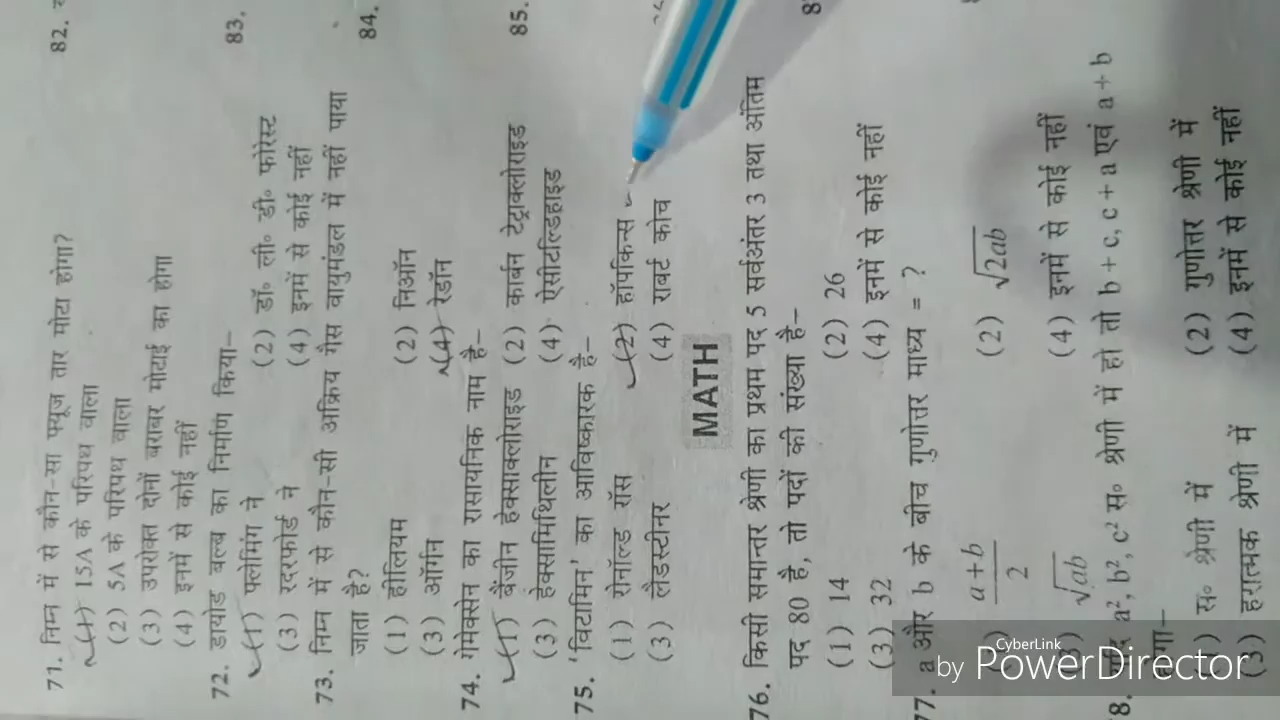 71. निम्न में से कौन-सा फ्यूज तार मोटा होगा?
(1) 15A के परिपथ वाला
(2) 5A के परिपथ वाला
(3) उपरोक्त दोनों बराबर मोटाई का होगा
(4) इनमें से कोई नहीं
72. डायोड बल्ब का निर्माण किया–
(1) फ्लेमिंग ने (2) डॉ० ली० डी० फोरेस्ट
(3) रदरफोर्ड ने (4) इनमें से कोई नहीं
73. निम्न में से कौन-सी अक्रिय गैस वायुमंडल में नहीं पाया
जाता है?
(1) हीलियम (2) निऑन
(3) ऑर्गन (4) रेडॉन
74. गेमेक्सेन का रासायनिक नाम है–
(1) बैंजीन हेक्साक्लोराइड (2) कार्बन टेट्राक्लोराइड
(3) हेक्सामिथिलीन (4) ऐसीटल्डिहाइड
75. 'विटामिन' का आविष्कारक है–
(1) रोनॉल्ड रॉस (2) हॉपकिन्स
(3) लैडस्टीनर (4) राबर्ट कोच
MATH
76. किसी समान्तर श्रेणी का प्रथम पद 5 सर्वअंतर 3 तथा अंतिम
पद 80 है, तो पदों की संख्या है–
(1) 14 (2) 26
(3) 32 (4) इनमें से कोई नहीं
77. a और b के बीच गुणोत्तर माध्य = ?
a+b/2 (2) √2ab
(3) √ab (4) इनमें से कोई नहीं
78. यदि a², b², c² स० श्रेणी में हो तो b + c, c + a एवं a + b
होगा–
(1) स० श्रेणी में (2) गुणोत्तर श्रेणी में
(3) हरात्मक श्रेणी में (4) इनमें से कोई नहीं
82.
83.
84.
85.
CyberLink
by PowerDirector